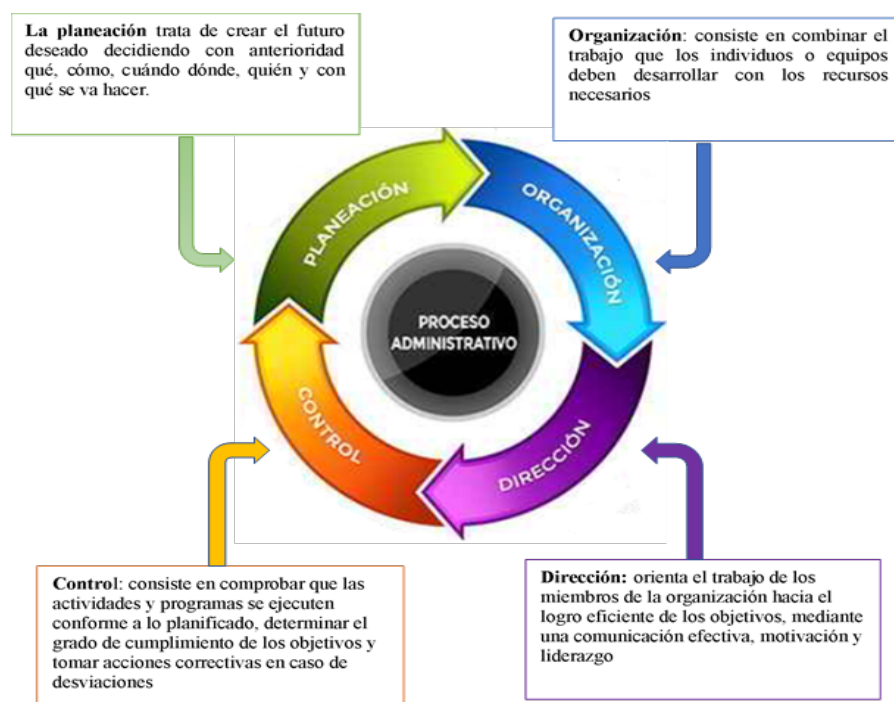 La planeación trata de crear el futuro
deseado decidiendo con anterioridad
qué, cómo, cuándo dónde, quién y con
qué se va hacer.
Organización: consiste en combinar el
trabajo que los individuos o equipos
deben desarrollar con los recursos
necesarios
PLANEACIÓN
ORGANIZACIÓN
PROCESO
ADMINISTRATIVO
CONTROL
DIRECCIÓN
Control: consiste en comprobar que las
actividades y programas se ejecuten
conforme a lo planificado, determinar el
grado de cumplimiento de los objetivos y
tomar acciones correctivas en caso de
desviaciones
Dirección: orienta el trabajo de los
miembros de la organización hacia el
logro eficiente de los objetivos, mediante
una comunicación efectiva, motivación y
liderazgo